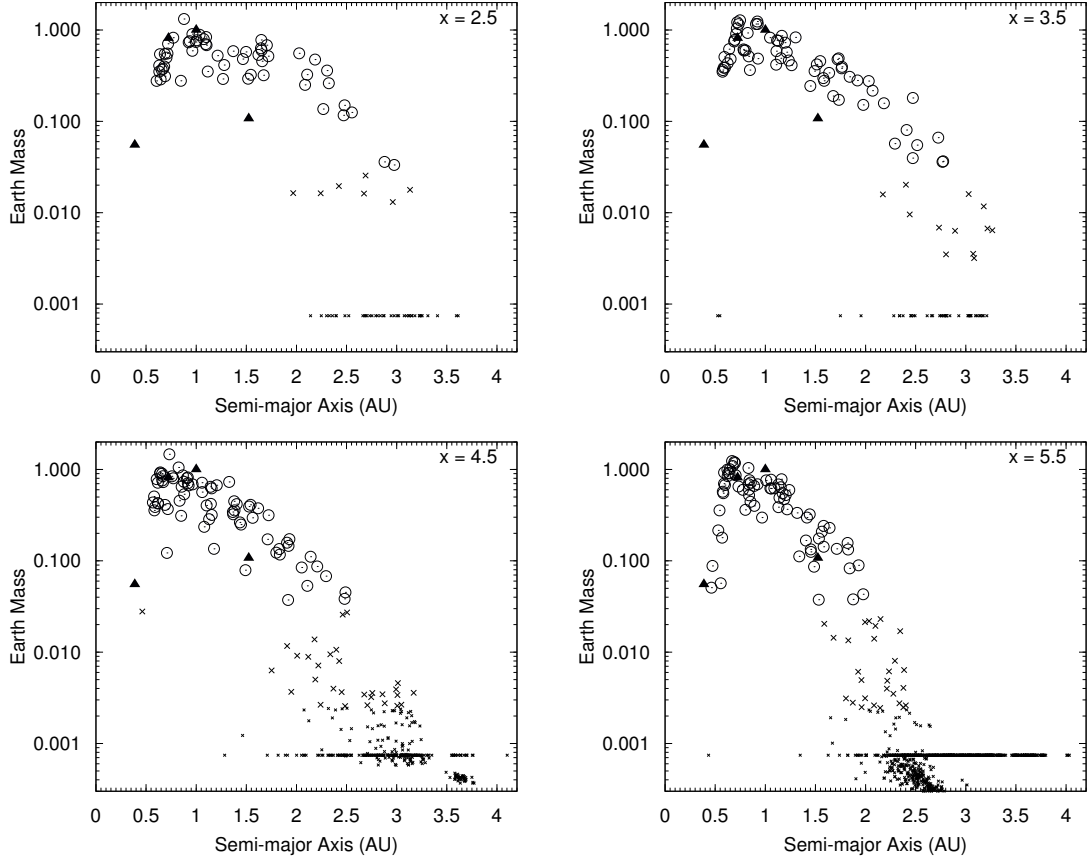 x = 2.5
1.000
0.100
0.010
0.001
Earth Mass
0 0.5 1 1.5 2 2.5 3 3.5 4
Semi-major Axis (AU)
x = 3.5
1.000
0.100
0.010
0.001
Earth Mass
0 0.5 1 1.5 2 2.5 3 3.5 4
Semi-major Axis (AU)
x = 4.5
1.000
0.100
0.010
0.001
Earth Mass
0 0.5 1 1.5 2 2.5 3 3.5 4
Semi-major Axis (AU)
x = 5.5
1.000
0.100
0.010
0.001
Earth Mass
0 0.5 1 1.5 2 2.5 3 3.5 4
Semi-major Axis (AU)